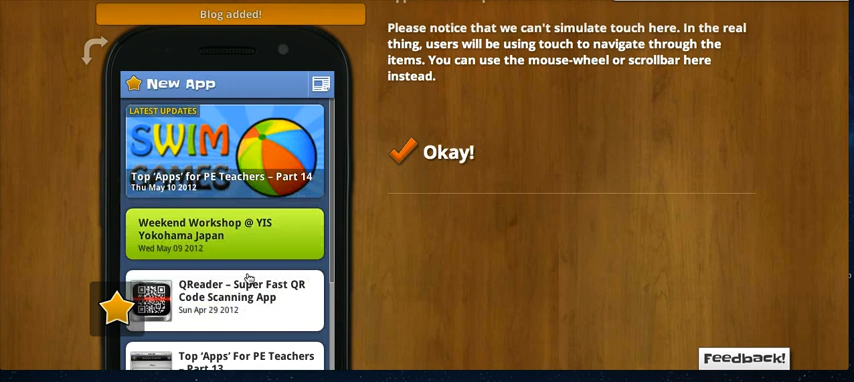 Blog added!
New App
LATEST UPDATES
SWIM
GAMES
Top 'Apps' for PE Teachers – Part 14
Thu May 10 2012
Weekend Workshop @ YIS
Yokohama Japan
Wed May 09 2012
QReader – Super Fast QR
Code Scanning App
Sun Apr 29 2012
Top 'Apps' For PE Teachers
– Part 13
Please notice that we can't simulate touch here. In the real
thing, users will be using touch to navigate through the
items. You can use the mouse-wheel or scrollbar here
instead.
Okay!
Feedback!